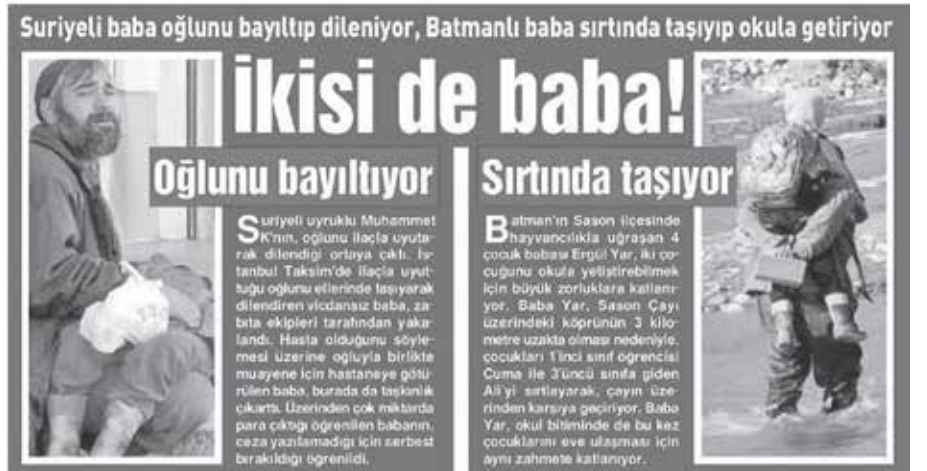 Suriyeli baba oğlunu bayıltıp dileniyor, Batmanlı baba sırtında taşıyıp okula getiriyor
İkisi de baba!
Oğlunu bayıltıyor
Suriyeli uyruklu Muhammet
K'nın, oğlunu ilaçla uyuta-
rak dilendiği ortaya çıktı. İs-
tanbul Taksim'de ilaçla uyut-
tuğu oğlunu ellerinde taşıyarak
dilendiren vicdansız baba, za-
bıta ekipleri tarafından yaka-
landı. Hasta olduğunu söyle-
mesi üzerine oğluyla birlikte
muayene için hastaneye götü-
rülen baba, burada da taşkınlık
çıkarttı. Üzerinden çok miktarda
para çıktığı öğrenilen babanın,
ceza yazılamadığı için serbest
bırakıldığı öğrenildi.
Sırtında taşıyor
Batman'ın Sason ilçesinde
hayvancılıkla uğraşan 4
çocuk babası Ergül Yar, iki ço-
cuğunu okula yetiştirebilmek
için büyük zorluklara katlanı-
yor. Baba Yar, Sason Çayı
üzerindeki köprünün 3 kilo-
metre uzakta olması nedeniyle,
çocukları 1'inci sınıf öğrencisi
Cuma ile 3'üncü sınıfa giden
Ali'yi sırtlayarak, çayın üze-
rinden karşıya geçiriyor. Baba
Yar, okul bitiminde de bu kez
çocuklarını eve ulaşması için
aynı zahmete katlanıyor.